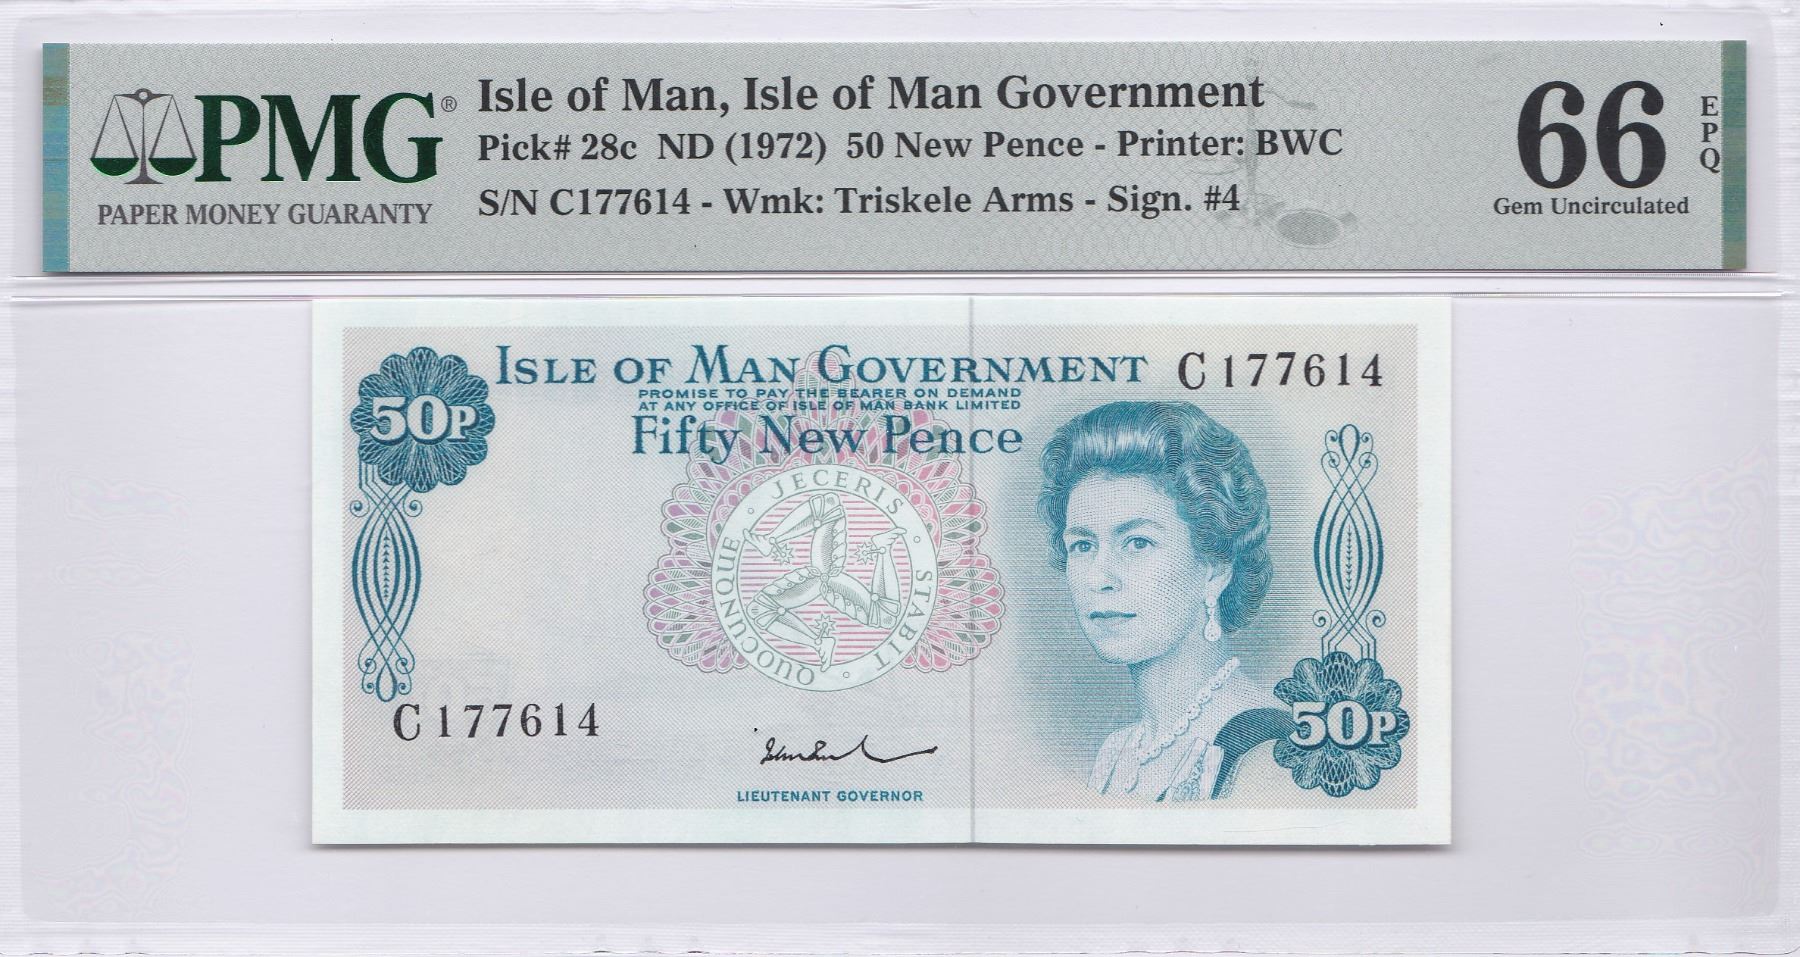 PMG®
PAPER MONEY GUARANTY
Isle of Man, Isle of Man Government
Pick# 28c ND (1972) 50 New Pence - Printer: BWC
S/N C177614 - Wmk: Triskele Arms - Sign. #4
66 EPQ
Gem Uncirculated
ISLE OF MAN GOVERNMENT
C177614
PROMISE TO PAY THE BEARER ON DEMAND
AT ANY OFFICE OF ISLE OF MAN BANK LIMITED
50P
Fifty New Pence
QUOCUNQUE · JECERIS · STABIT ·
C177614
LIEUTENANT GOVERNOR
50P